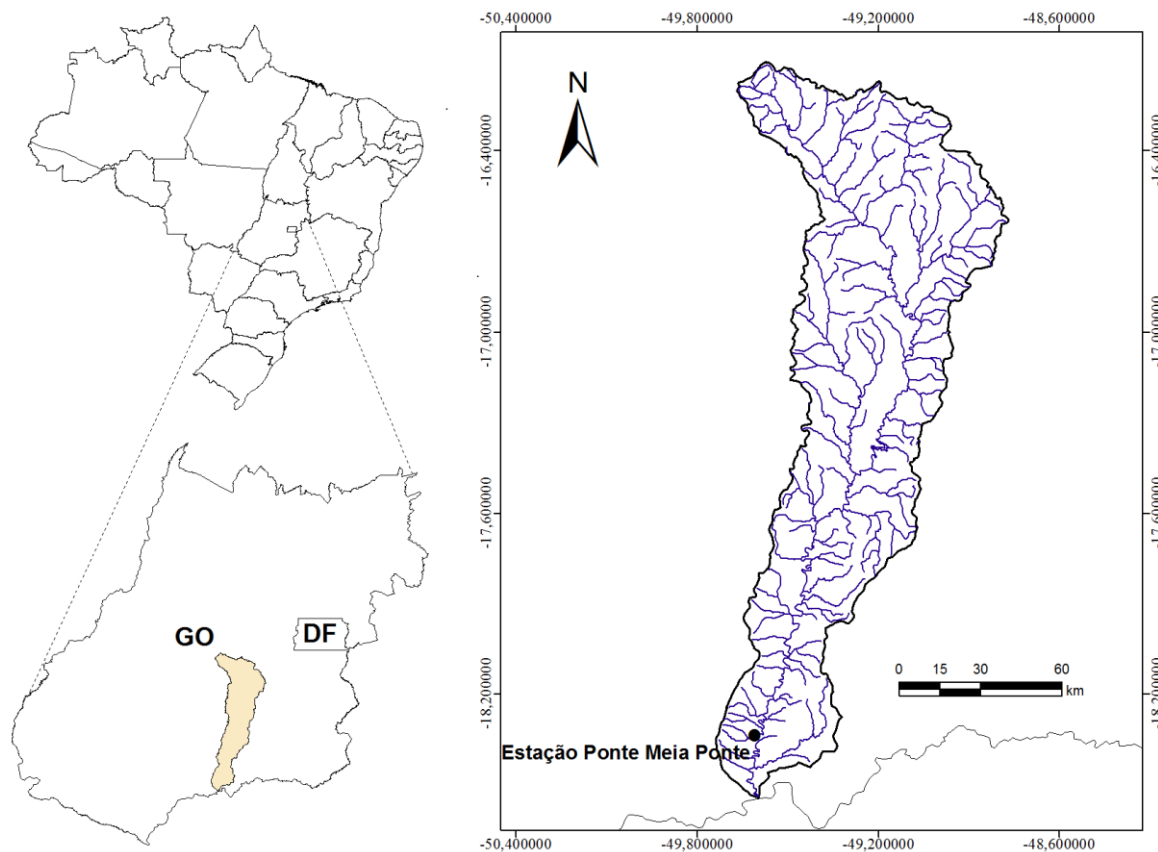 -50,400000 -49,800000 -49,200000 -48,600000
N
-16,400000 -16,400000
-17,000000 -17,000000
-17,600000 -17,600000
GO
DF
0 15 30 60
km
-18,200000 -18,200000
Estação Ponte Meia Ponte
-50,400000 -49,800000 -49,200000 -48,600000